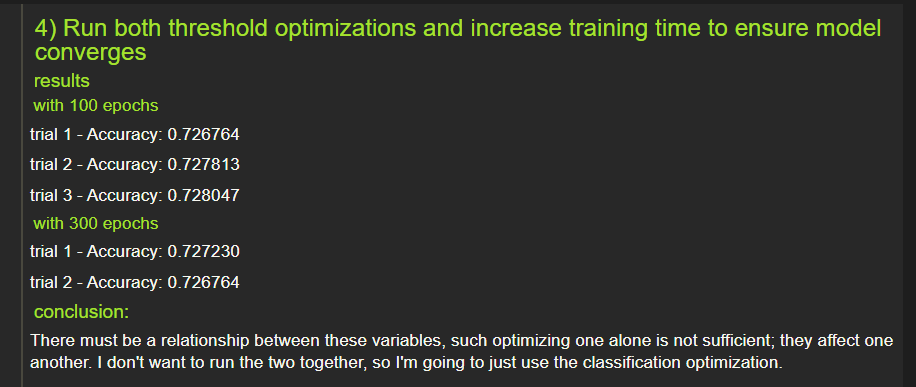 4) Run both threshold optimizations and increase training time to ensure model
converges
results
with 100 epochs
trial 1 - Accuracy: 0.726764
trial 2 - Accuracy: 0.727813
trial 3 - Accuracy: 0.728047
with 300 epochs
trial 1 - Accuracy: 0.727230
trial 2 - Accuracy: 0.726764
conclusion:
There must be a relationship between these variables, such optimizing one alone is not sufficient; they affect one
another. I don't want to run the two together, so I'm going to just use the classification optimization.